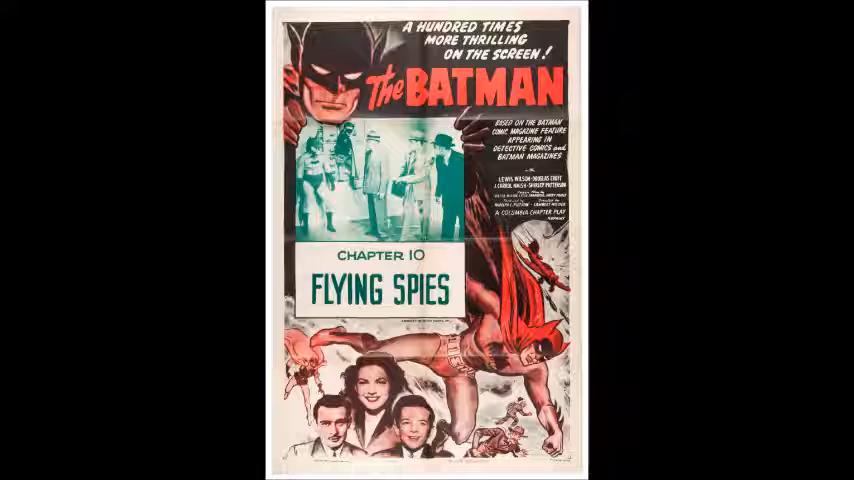 A HUNDRED TIMES
MORE THRILLING
ON THE SCREEN!
The BATMAN
BASED ON THE BATMAN
COMIC MAGAZINE FEATURE
APPEARING IN
DETECTIVE COMICS and
BATMAN MAGAZINES
LEWIS WILSON · DOUGLAS CROFT
J. CARROL NAISH · SHIRLEY PATTERSON
A COLUMBIA CHAPTER PLAY
CHAPTER 10
FLYING SPIES